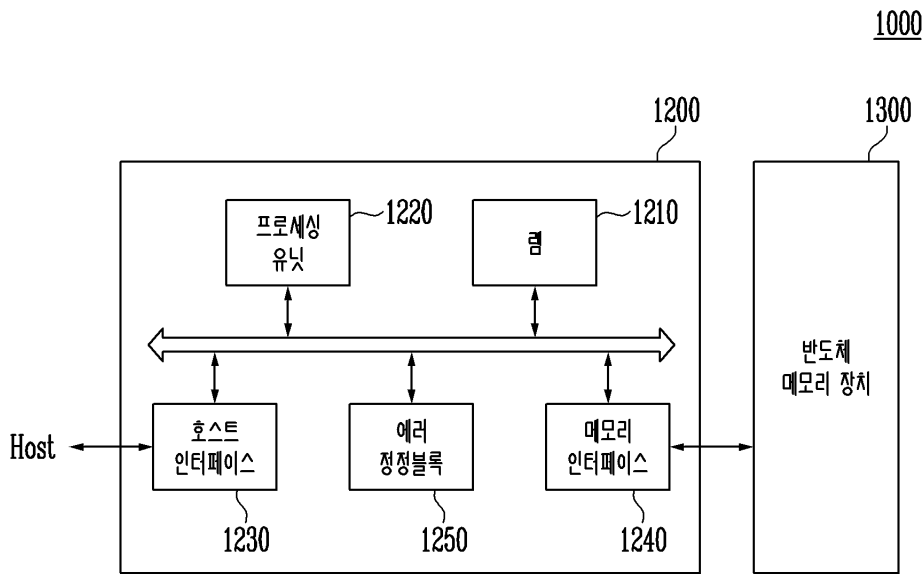 1000
1200
1300
프로세싱
유닛
1220
램
1210
반도체
메모리 장치
Host
호스트
인터페이스
에러
정정블록
메모리
인터페이스
1230
1250
1240